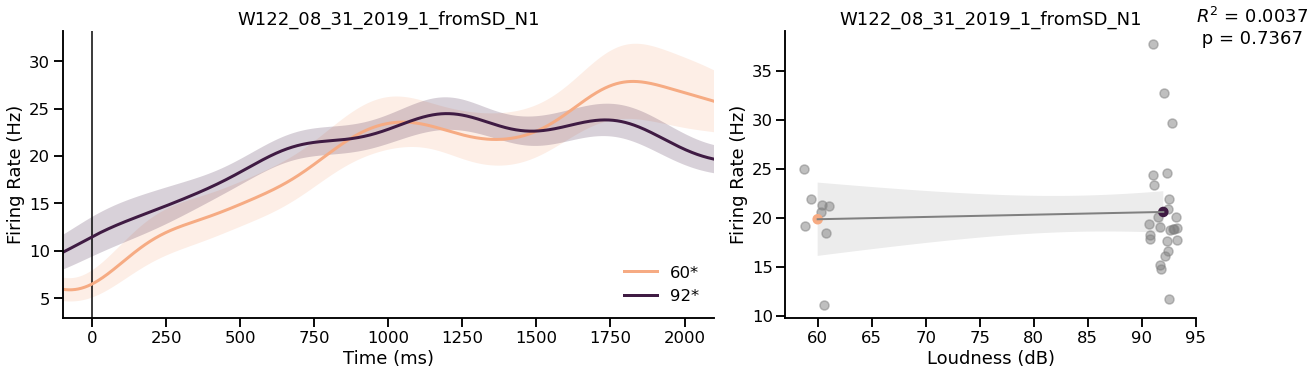 W122_08_31_2019_1_fromSD_N1
Firing Rate (Hz)
30
25
20
15
10
5
0 250 500 750 1000 1250 1500 1750 2000
Time (ms)
60*
92*
W122_08_31_2019_1_fromSD_N1
R² = 0.0037
p = 0.7367
Firing Rate (Hz)
35
30
25
20
15
10
60 65 70 75 80 85 90 95
Loudness (dB)